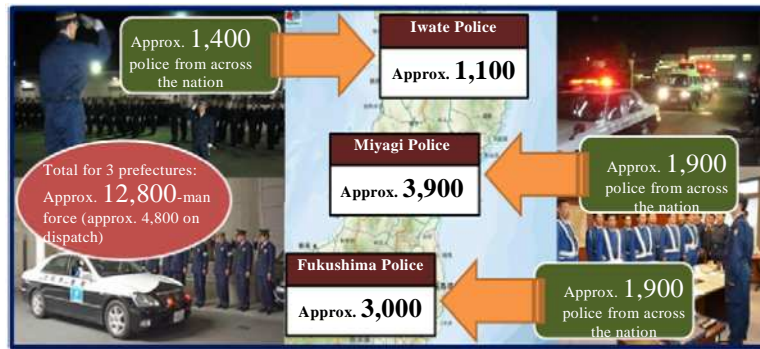 Approx. 1,400
police from across
the nation
Iwate Police
Approx. 1,100
Miyagi Police
Approx. 3,900
Approx. 1,900
police from across
the nation
Total for 3 prefectures:
Approx. 12,800-man
force (approx. 4,800 on
dispatch)
Fukushima Police
Approx. 3,000
Approx. 1,900
police from across
the nation